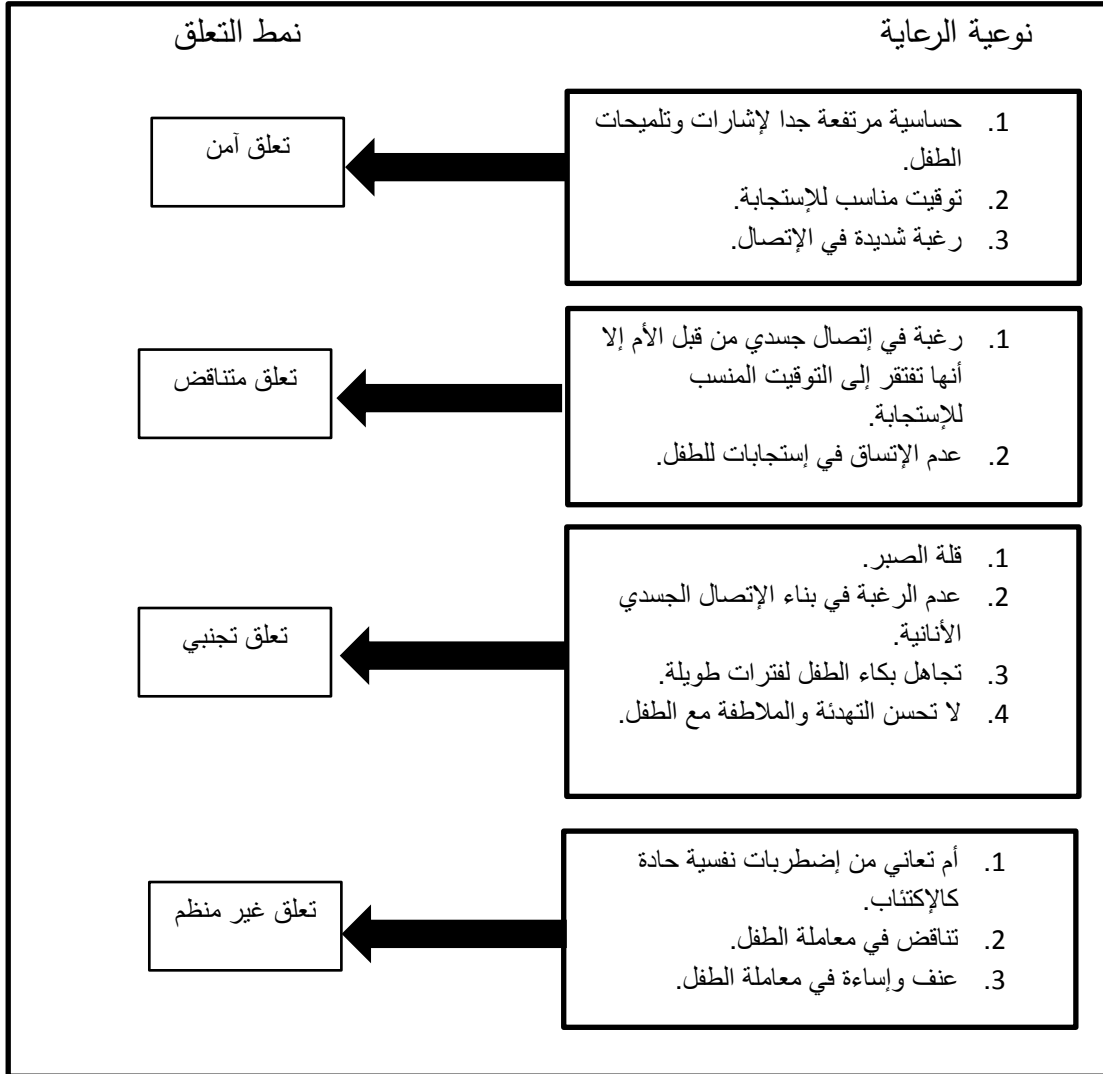 نوعية الرعاية
نمط التعلق
1. حساسية مرتفعة جدا لإشارات وتلميحات
الطفل.
2. توقيت مناسب للإستجابة.
3. رغبة شديدة في الإتصال.
تعلق آمن
1. رغبة في إتصال جسدي من قبل الأم إلا
أنها تفتقر إلى التوقيت المنسب
للإستجابة.
2. عدم الإتساق في إستجابات للطفل.
تعلق متناقض
1. قلة الصبر.
2. عدم الرغبة في بناء الإتصال الجسدي
الأنانية.
3. تجاهل بكاء الطفل لفترات طويلة.
4. لا تحسن التهدئة والملاطفة مع الطفل.
تعلق تجنبي
1. أم تعاني من إضطربات نفسية حادة
كالإكتئاب.
2. تناقض في معاملة الطفل.
3. عنف وإساءة في معاملة الطفل.
تعلق غير منظم